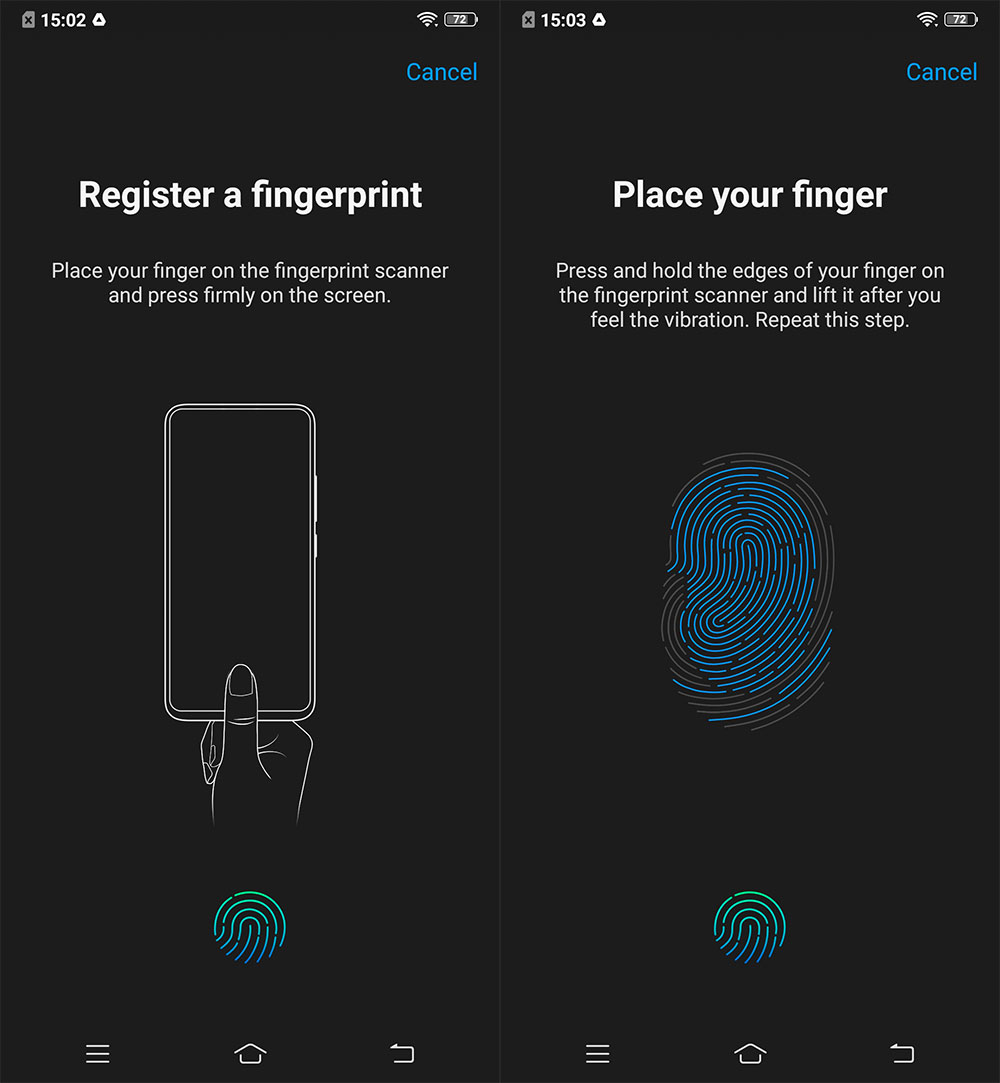 15:02
72
Cancel
Register a fingerprint
Place your finger on the fingerprint scanner
and press firmly on the screen.
15:03
72
Cancel
Place your finger
Press and hold the edges of your finger on
the fingerprint scanner and lift it after you
feel the vibration. Repeat this step.